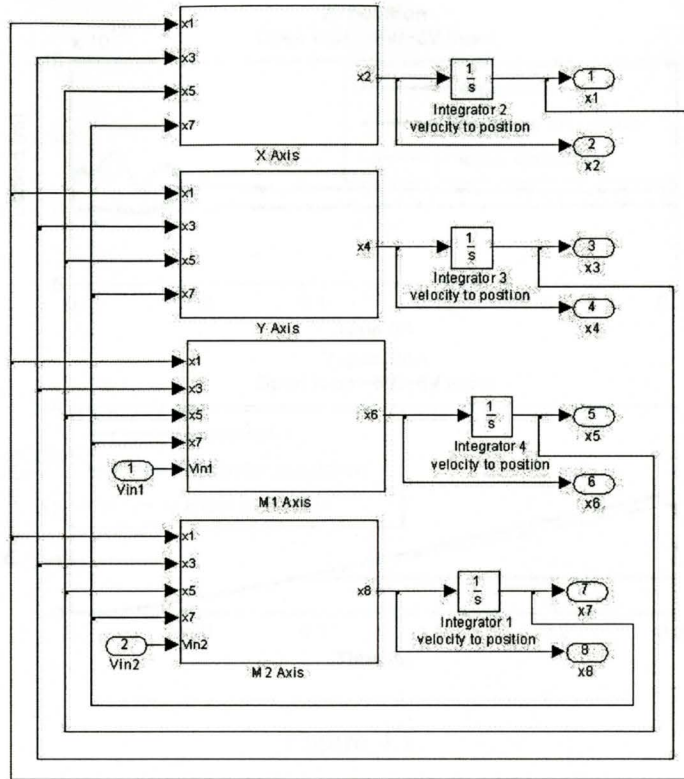 x1
x3
x5
x7
x2
X Axis
1
s
Integrator 2
velocity to position
1
x1
2
x2
x1
x3
x5
x7
x4
Y Axis
1
s
Integrator 3
velocity to position
3
x3
4
x4
x1
x3
x5
x7
Vin1
x6
1
Vin1
M1 Axis
1
s
Integrator 4
velocity to position
5
x5
6
x6
x1
x3
x5
x7
Vin2
x8
2
Vin2
M2 Axis
1
s
Integrator 1
velocity to position
7
x7
8
x8